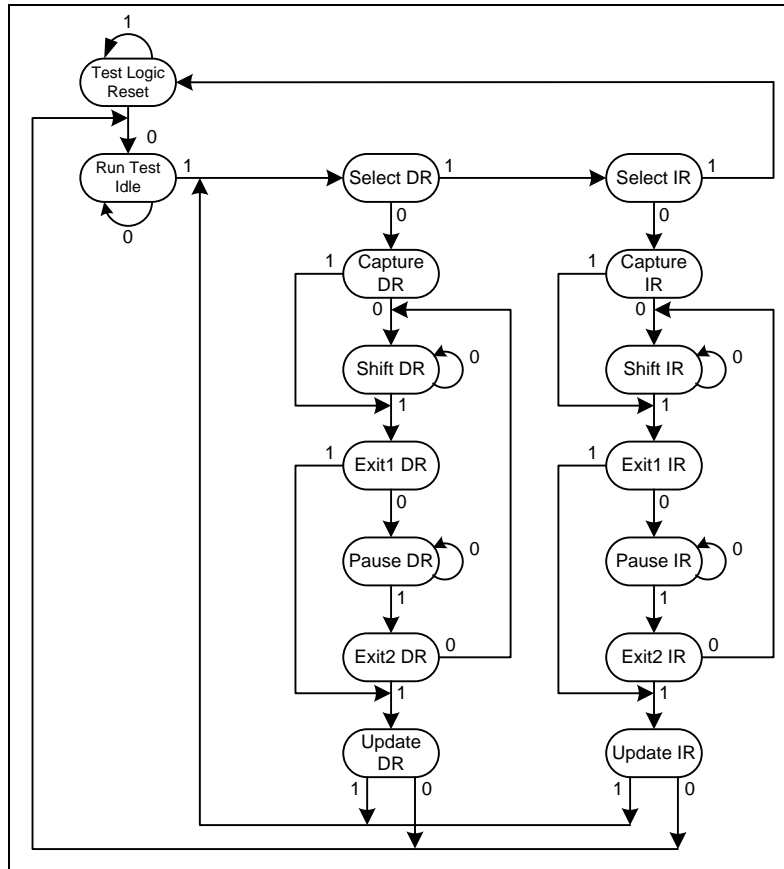 1
Test Logic
Reset
0
Run Test
Idle
1
0
Select DR
1
Select IR
1
0
0
1
Capture
DR
1
Capture
IR
0
0
Shift DR
0
Shift IR
0
1
1
1
Exit1 DR
1
Exit1 IR
0
0
Pause DR
0
Pause IR
0
1
1
Exit2 DR
0
Exit2 IR
0
1
1
Update
DR
Update IR
1
0
1
0